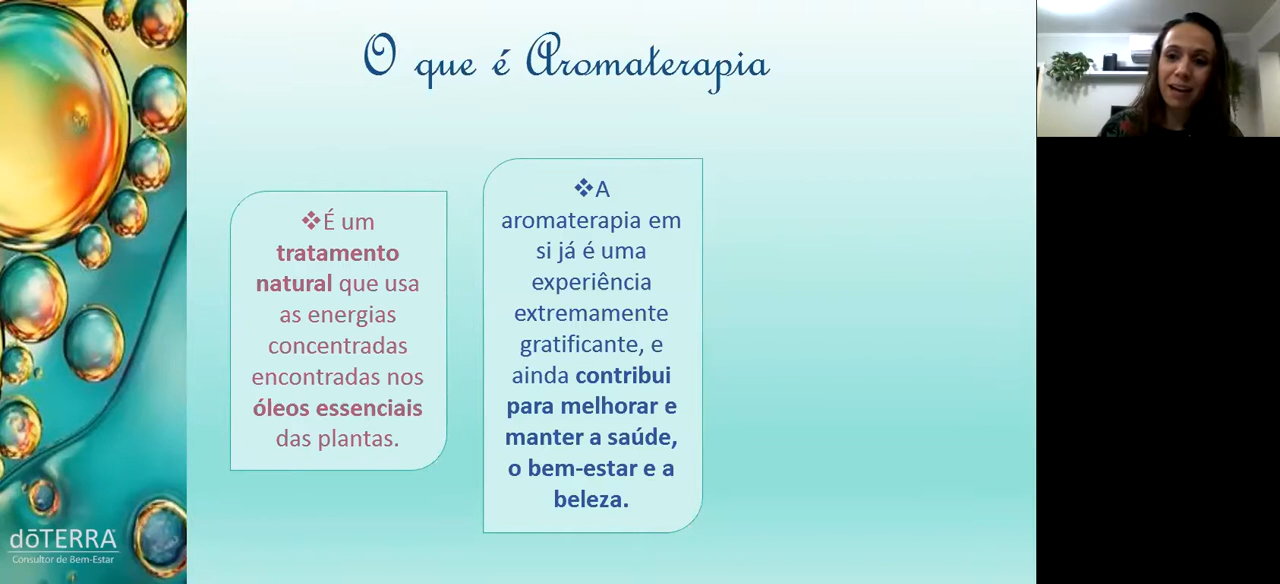 O que é Aromaterapia
❖É um
tratamento
natural que usa
as energias
concentradas
encontradas nos
óleos essenciais
das plantas.
❖A
aromaterapia em
si já é uma
experiência
extremamente
gratificante, e
ainda contribui
para melhorar e
manter a saúde,
o bem-estar e a
beleza.
dōTERRA®
Consultor de Bem-Estar